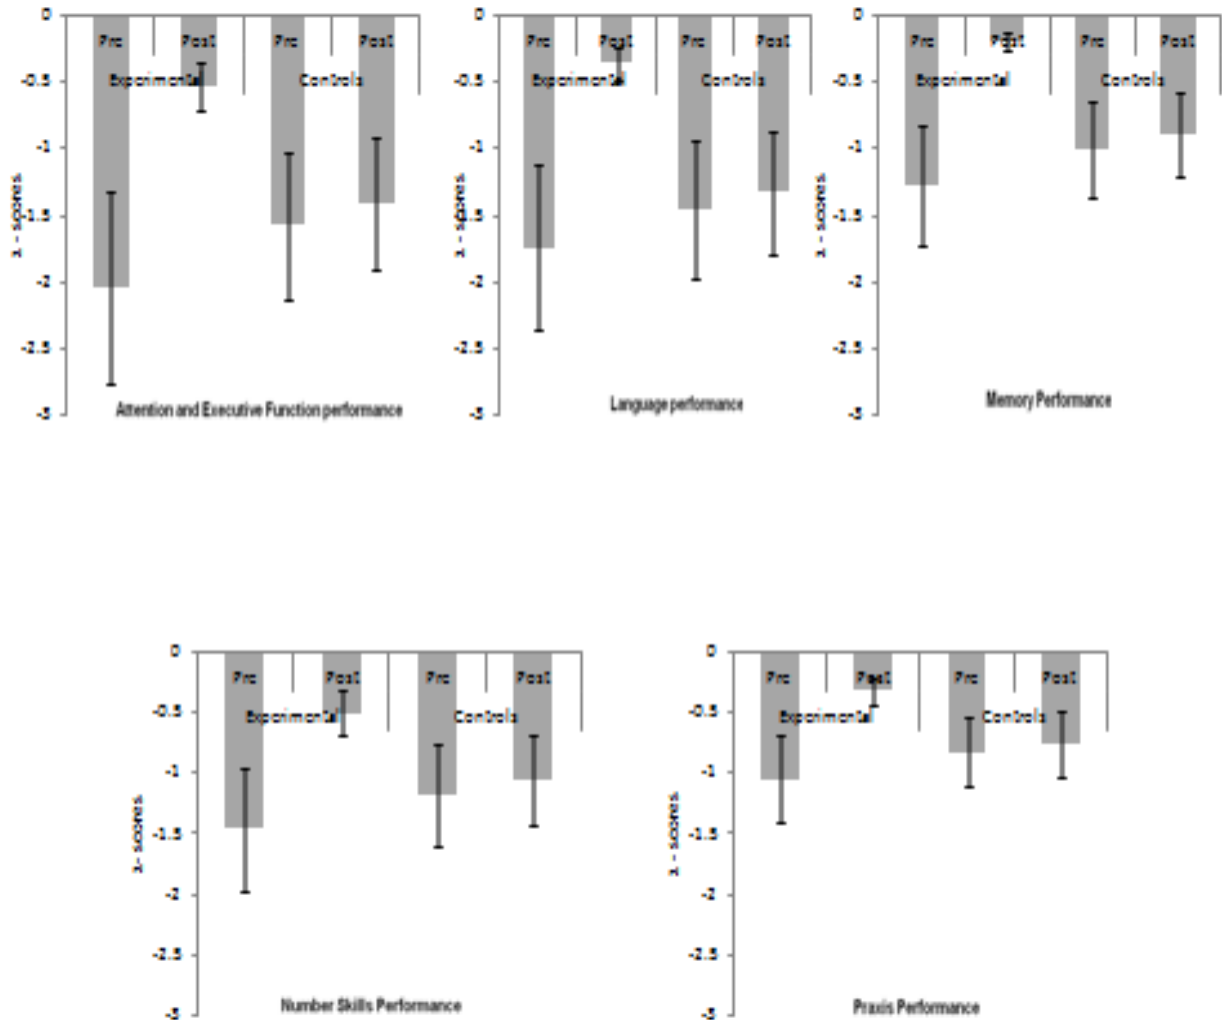 0
Pre Post Pre Post
Experimental Controls
-0.5
-1
-1.5
-2
-2.5
-3
z - scores.
Attention and Executive Function performance
0
Pre Post Pre Post
Experimental Controls
-0.5
-1
-1.5
-2
-2.5
-3
z - scores.
Language performance
0
Pre Post Pre Post
Experimental Controls
-0.5
-1
-1.5
-2
-2.5
-3
z - scores.
Memory Performance
0
Pre Post Pre Post
Experimental Controls
-0.5
-1
-1.5
-2
-2.5
-3
z - scores.
Number Skills Performance
0
Pre Post Pre Post
Experimental Controls
-0.5
-1
-1.5
-2
-2.5
-3
z - scores.
Praxis Performance